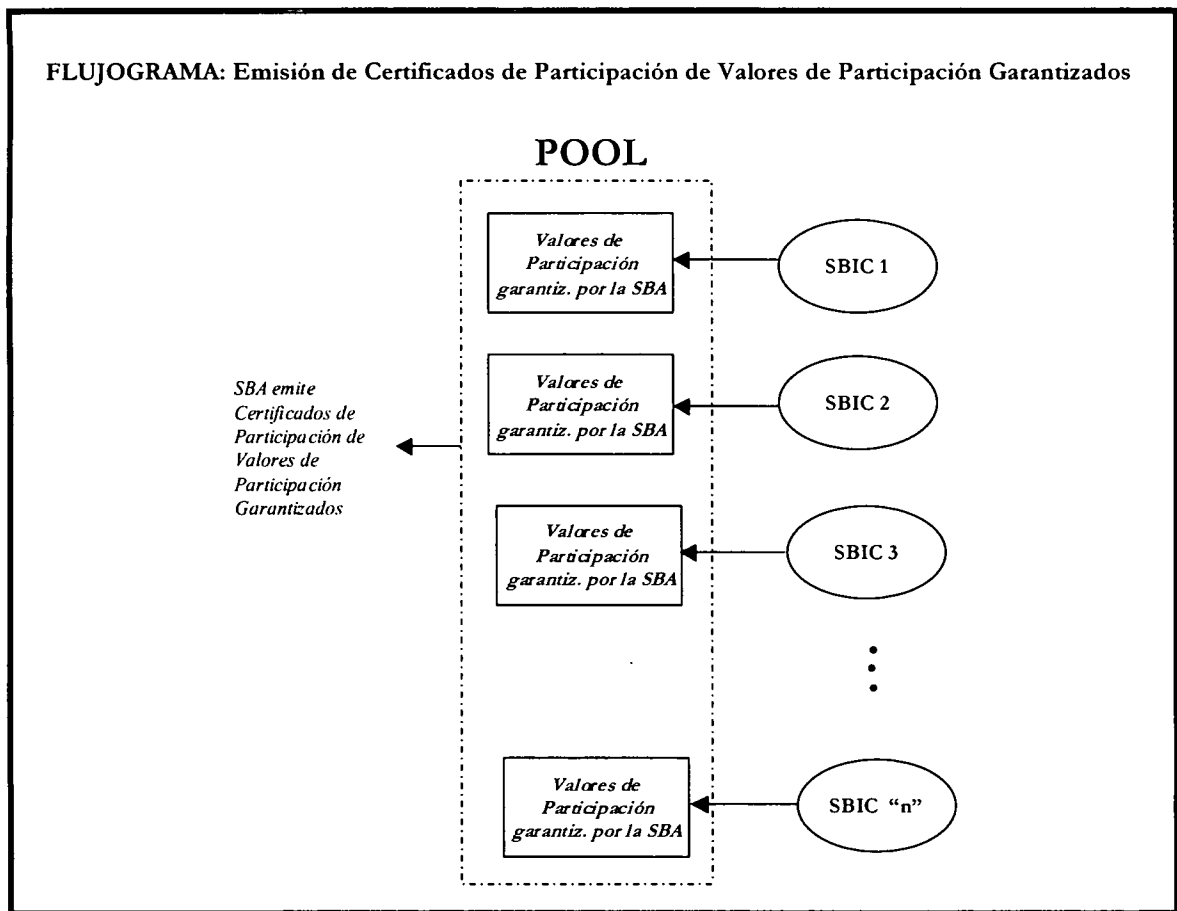 FLUJOGRAMA: Emisión de Certificados de Participación de Valores de Participación Garantizados
POOL
Valores de
Participación
garantiz. por la SBA
SBIC 1
Valores de
Participación
garantiz. por la SBA
SBIC 2
SBA emite
Certificados de
Participación de
Valores de
Participación
Garantizados
Valores de
Participación
garantiz. por la SBA
SBIC 3
Valores de
Participación
garantiz. por la SBA
SBIC "n"